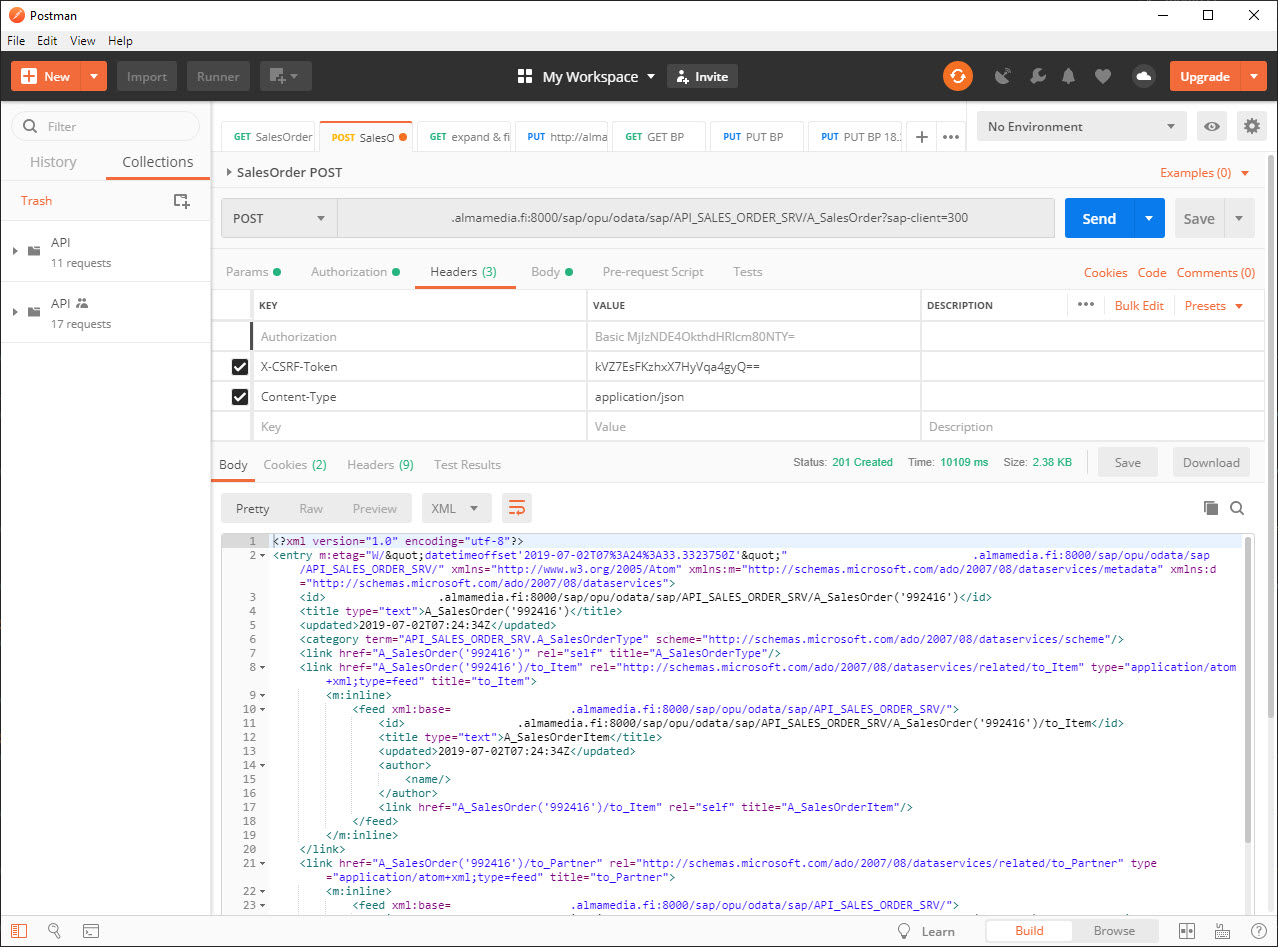 Postman
File Edit View Help
New Import Runner My Workspace Invite Upgrade
Filter
History Collections
Trash
API
11 requests
API
17 requests
GET SalesOrder POST SalesO GET expand & fi PUT http://alma GET GET BP PUT PUT BP PUT PUT BP 18. + ••• No Environment
SalesOrder POST Examples (0)
POST .almamedia.fi:8000/sap/opu/odata/sap/API_SALES_ORDER_SRV/A_SalesOrder?sap-client=300 Send Save
Params Authorization Headers (3) Body Pre-request Script Tests Cookies Code Comments (0)
KEY VALUE DESCRIPTION ••• Bulk Edit Presets
Authorization Basic MjIzNDE4OkthdHRIcm80NTY=
X-CSRF-Token kVZ7EsFKzhxX7HyVqa4gyQ==
Content-Type application/json
Key Value Description
Body Cookies (2) Headers (9) Test Results Status: 201 Created Time: 10109 ms Size: 2.38 KB Save Download
Pretty Raw Preview XML
1 <?xml version="1.0" encoding="utf-8"?>
2 <entry m:etag="W/&quot;datetimeoffset'2019-07-02T07%3A24%3A33.3323750Z'&quot;" .almamedia.fi:8000/sap/opu/odata/sap
/API_SALES_ORDER_SRV/" xmlns="http://www.w3.org/2005/Atom" xmlns:m="http://schemas.microsoft.com/ado/2007/08/dataservices/metadata" xmlns:d
="http://schemas.microsoft.com/ado/2007/08/dataservices">
3 <id> .almamedia.fi:8000/sap/opu/odata/sap/API_SALES_ORDER_SRV/A_SalesOrder('992416')</id>
4 <title type="text">A_SalesOrder('992416')</title>
5 <updated>2019-07-02T07:24:34Z</updated>
6 <category term="API_SALES_ORDER_SRV.A_SalesOrderType" scheme="http://schemas.microsoft.com/ado/2007/08/dataservices/scheme"/>
7 <link href="A_SalesOrder('992416')" rel="self" title="A_SalesOrderType"/>
8 <link href="A_SalesOrder('992416')/to_Item" rel="http://schemas.microsoft.com/ado/2007/08/dataservices/related/to_Item" type="application/atom
+xml;type=feed" title="to_Item">
9 <m:inline>
10 <feed xml:base= .almamedia.fi:8000/sap/opu/odata/sap/API_SALES_ORDER_SRV/">
11 <id> .almamedia.fi:8000/sap/opu/odata/sap/API_SALES_ORDER_SRV/A_SalesOrder('992416')/to_Item</id>
12 <title type="text">A_SalesOrderItem</title>
13 <updated>2019-07-02T07:24:34Z</updated>
14 <author>
15 <name/>
16 </author>
17 <link href="A_SalesOrder('992416')/to_Item" rel="self" title="A_SalesOrderItem"/>
18 </feed>
19 </m:inline>
20 </link>
21 <link href="A_SalesOrder('992416')/to_Partner" rel="http://schemas.microsoft.com/ado/2007/08/dataservices/related/to_Partner" type
="application/atom+xml;type=feed" title="to_Partner">
22 <m:inline>
23 <feed xml:base= .almamedia.fi:8000/sap/opu/odata/sap/API_SALES_ORDER_SRV/">
Learn Build Browse